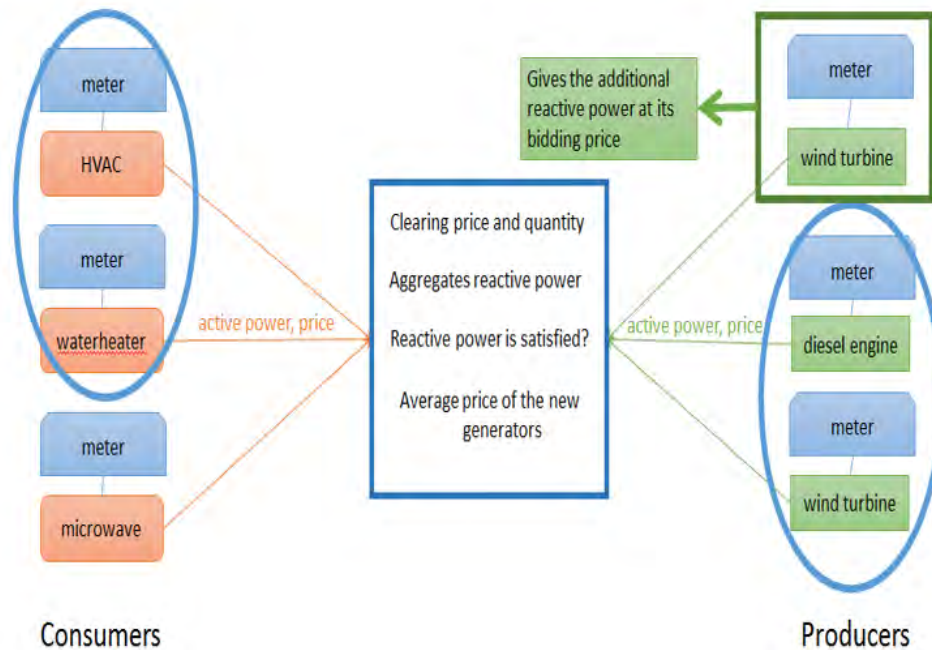 meter
HVAC
meter
waterheater
meter
microwave
Consumers
active power, price
Clearing price and quantity
Aggregates reactive power
Reactive power is satisfied?
Average price of the new
generators
Gives the additional
reactive power at its
bidding price
active power, price
meter
wind turbine
meter
diesel engine
meter
wind turbine
Producers